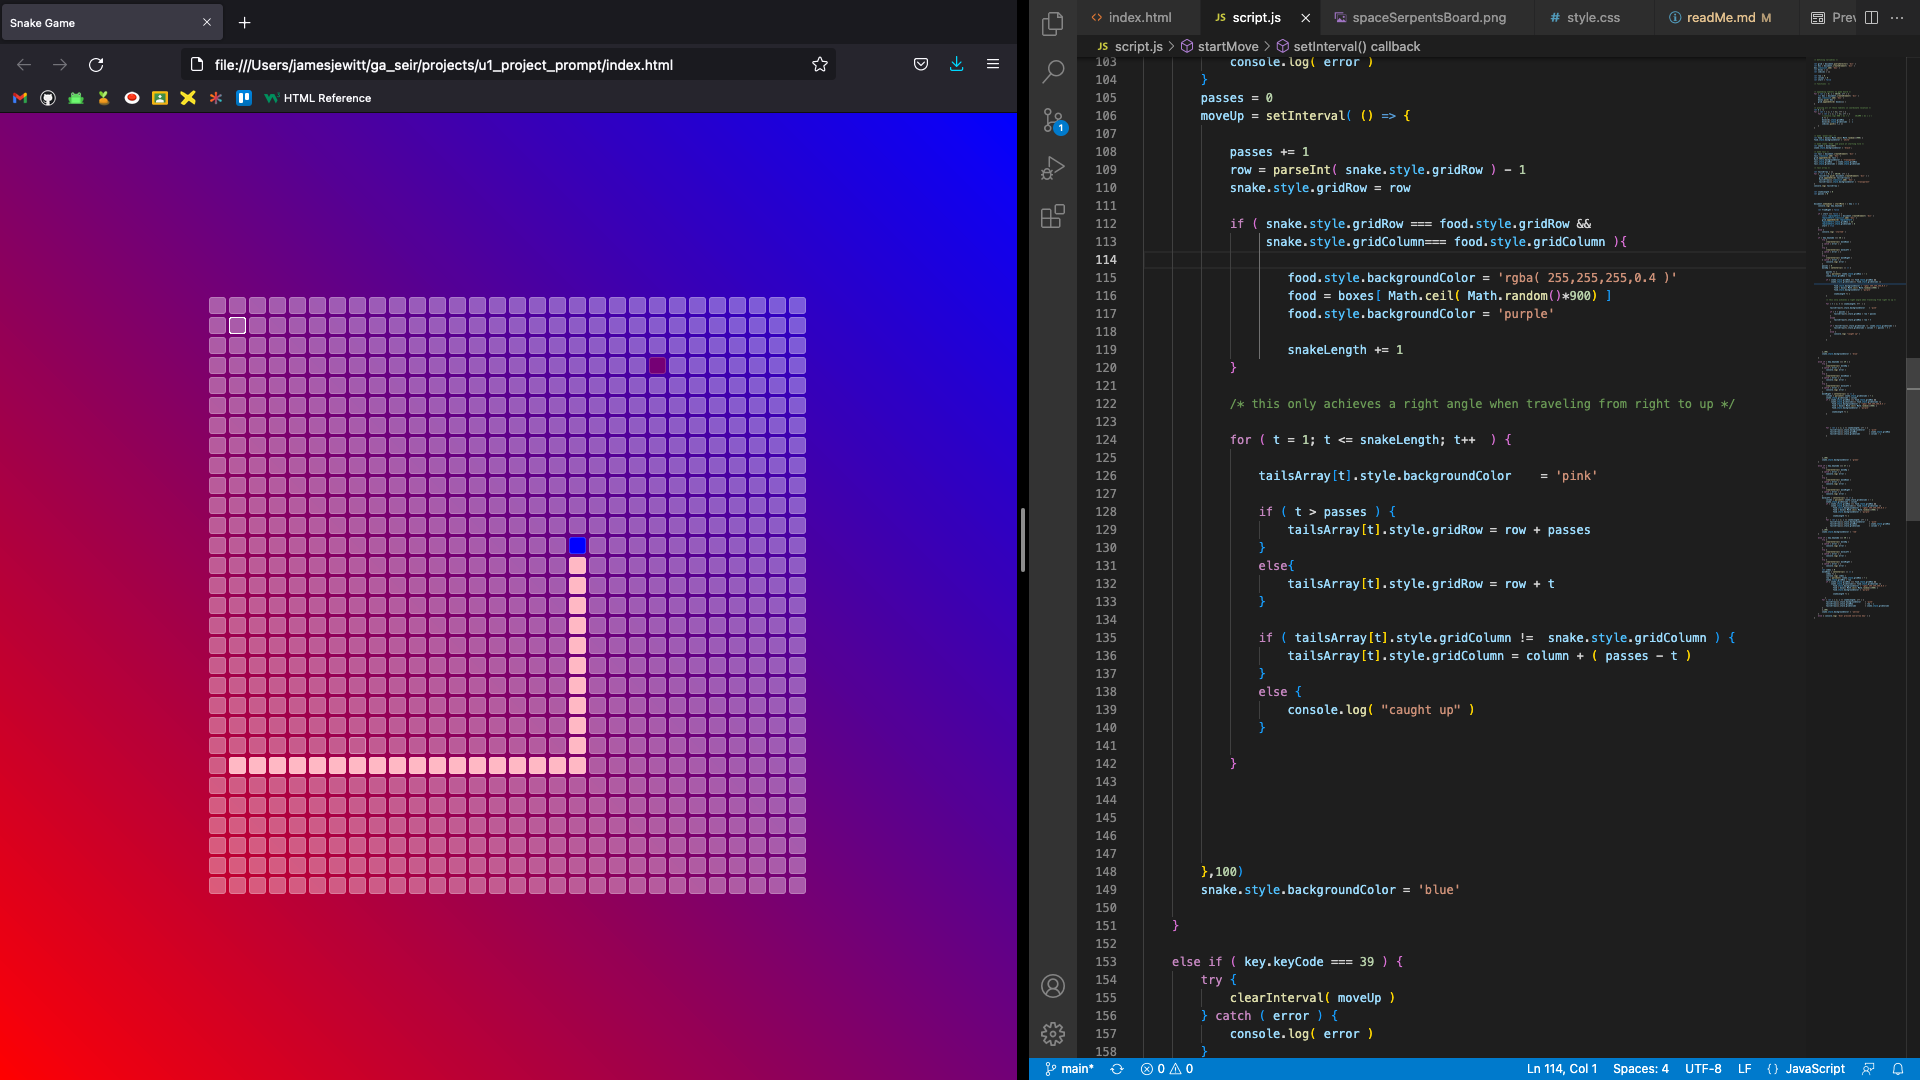 Snake Game
file:///Users/jamesjewitt/ga_seir/projects/u1_project_prompt/index.html
HTML Reference
index.html
script.js
spaceSerpentsBoard.png
style.css
readMe.md M
Prev
script.js > startMove > setInterval() callback
1
103 console.log( error )
104 }
105 passes = 0
106 moveUp = setInterval( () => {
107
108 passes += 1
109 row = parseInt( snake.style.gridRow ) - 1
110 snake.style.gridRow = row
111
112 if ( snake.style.gridRow === food.style.gridRow &&
113 snake.style.gridColumn=== food.style.gridColumn ){
114
115 food.style.backgroundColor = 'rgba( 255,255,255,0.4 )'
116 food = boxes[ Math.ceil( Math.random()*900) ]
117 food.style.backgroundColor = 'purple'
118
119 snakeLength += 1
120 }
121
122 /* this only achieves a right angle when traveling from right to up */
123
124 for ( t = 1; t <= snakeLength; t++  ) {
125
126 tailsArray[t].style.backgroundColor    = 'pink'
127
128 if ( t > passes ) {
129 tailsArray[t].style.gridRow = row + passes
130 }
131 else{
132 tailsArray[t].style.gridRow = row + t
133 }
134
135 if ( tailsArray[t].style.gridColumn !=  snake.style.gridColumn ) {
136 tailsArray[t].style.gridColumn = column + ( passes - t )
137 }
138 else {
139 console.log( "caught up" )
140 }
141
142 }
143
144
145
146
147
148 },100)
149 snake.style.backgroundColor = 'blue'
150
151 }
152
153 else if ( key.keyCode === 39 ) {
154 try {
155 clearInterval( moveUp )
156 } catch ( error ) {
157 console.log( error )
158 }
main* 0 0 Ln 114, Col 1 Spaces: 4 UTF-8 LF {} JavaScript